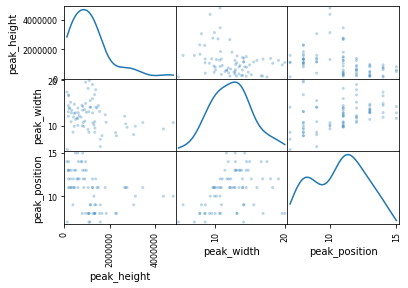 4000000
2000000
0
peak_height
20
10
peak_width
15
10
peak_position
0
2000000
4000000
10
20
10
15
peak_height
peak_width
peak_position